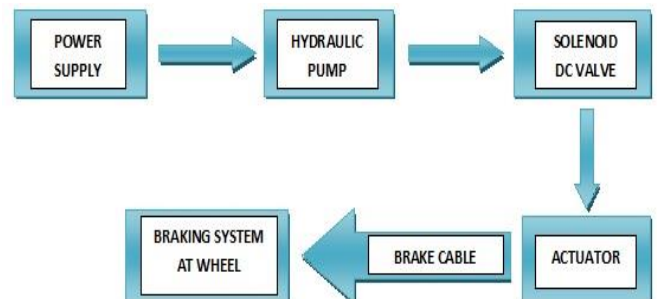 POWER
SUPPLY
HYDRAULIC
PUMP
SOLENOID
DC VALVE
BRAKING SYSTEM
AT WHEEL
BRAKE CABLE
ACTUATOR